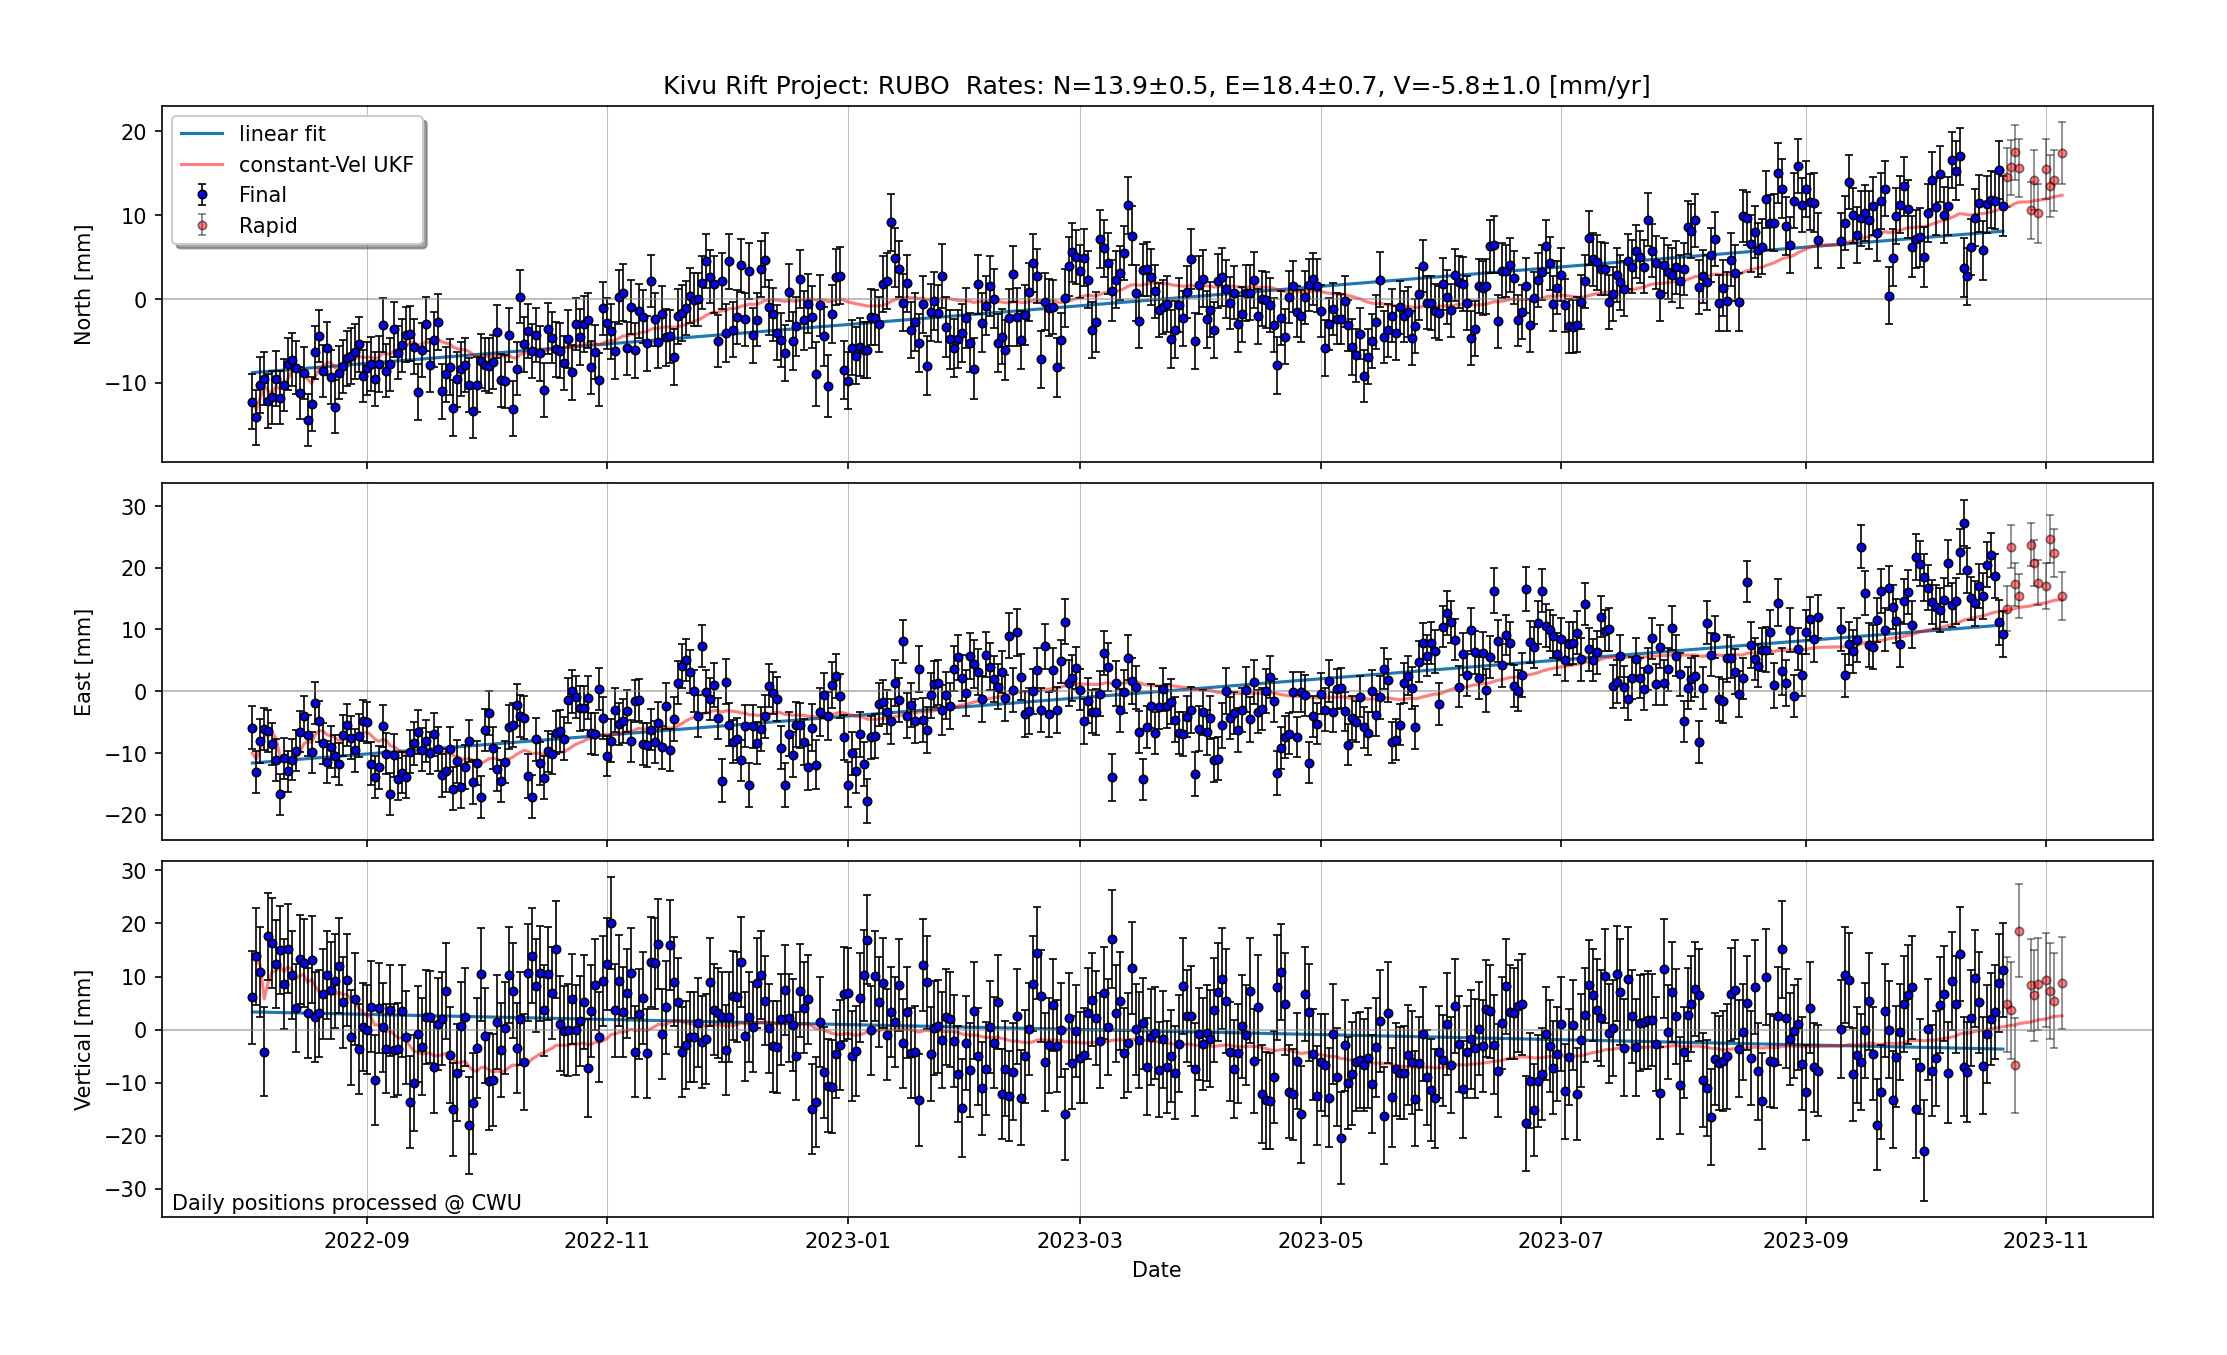 Kivu Rift Project: RUBO  Rates: N=13.9±0.5, E=18.4±0.7, V=-5.8±1.0 [mm/yr]
linear fit
constant-Vel UKF
Final
Rapid
North [mm]
20
10
0
−10
East [mm]
30
20
10
0
−10
−20
Vertical [mm]
30
20
10
0
−10
−20
−30
Daily positions processed @ CWU
2022-09 2022-11 2023-01 2023-03 2023-05 2023-07 2023-09 2023-11
Date